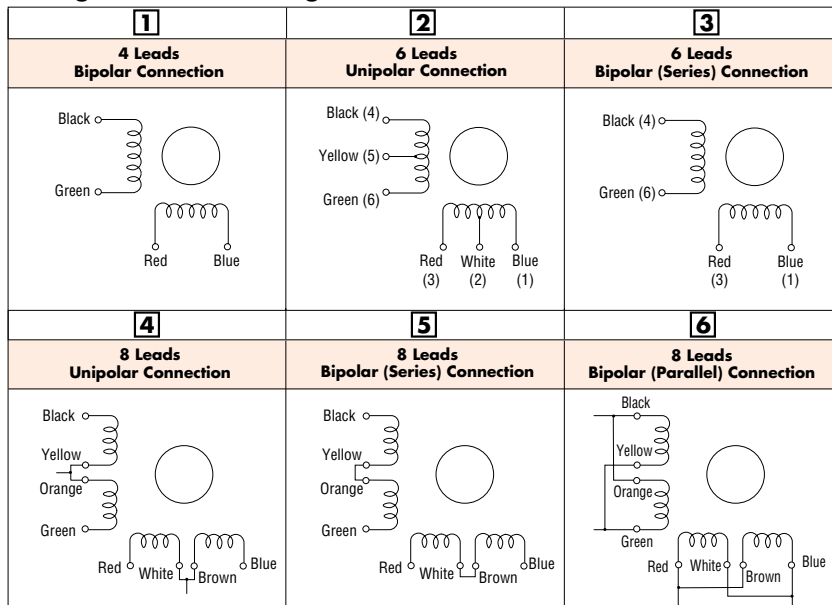 1
4 Leads
Bipolar Connection
Black
Green
Red Blue
2
6 Leads
Unipolar Connection
Black (4)
Yellow (5)
Green (6)
Red White Blue
(3) (2) (1)
3
6 Leads
Bipolar (Series) Connection
Black (4)
Green (6)
Red Blue
(3) (1)
4
8 Leads
Unipolar Connection
Black
Yellow
Orange
Green
Red White Brown Blue
5
8 Leads
Bipolar (Series) Connection
Black
Yellow
Orange
Green
Red White Brown Blue
6
8 Leads
Bipolar (Parallel) Connection
Black
Yellow
Orange
Green
Red White Brown Blue